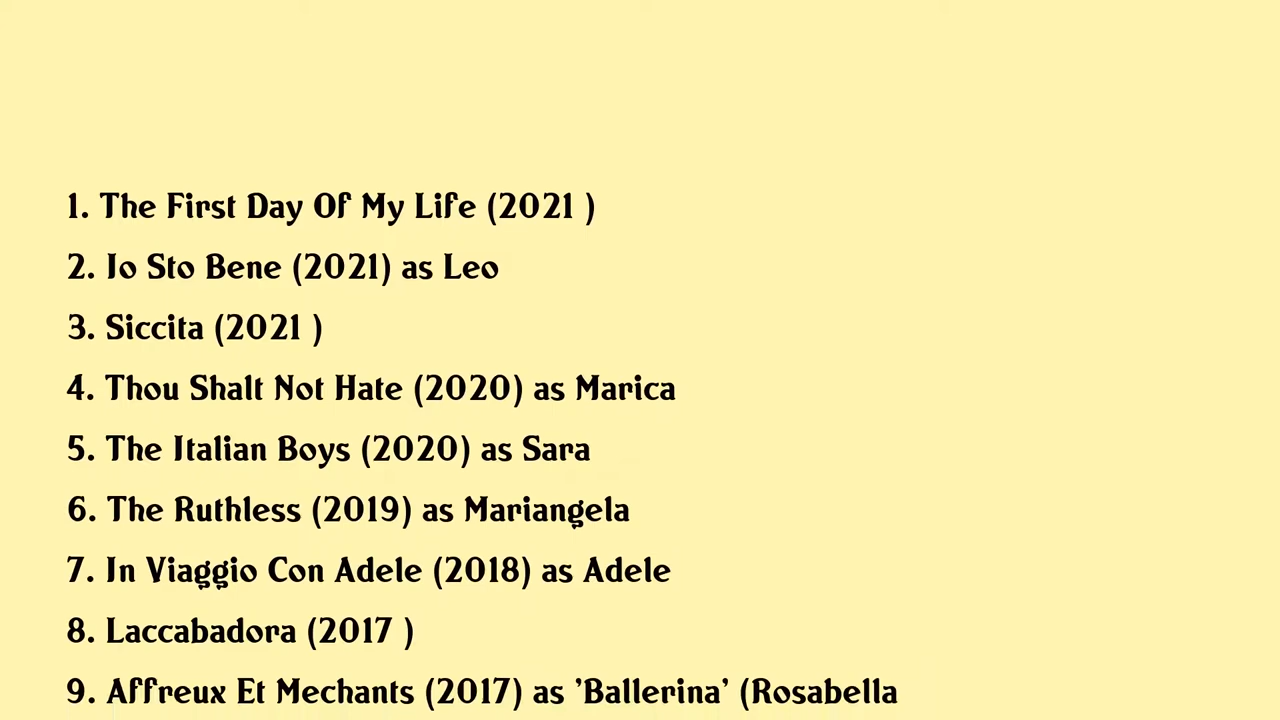 1. The First Day Of My Life (2021 )
2. Io Sto Bene (2021) as Leo
3. Siccita (2021 )
4. Thou Shalt Not Hate (2020) as Marica
5. The Italian Boys (2020) as Sara
6. The Ruthless (2019) as Mariangela
7. In Viaggio Con Adele (2018) as Adele
8. Laccabadora (2017 )
9. Affreux Et Mechants (2017) as 'Ballerina' (Rosabella